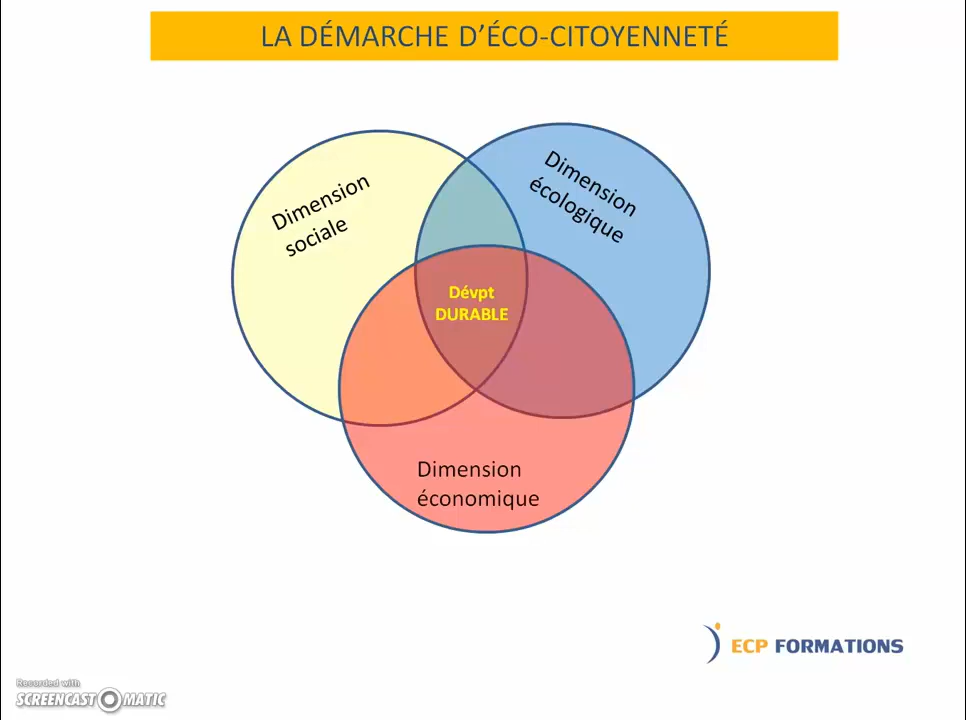 LA DÉMARCHE D’ÉCO-CITOYENNETÉ
Dimension
sociale
Dimension
écologique
Dévpt
DURABLE
Dimension
économique
ECP FORMATIONS
Recorded with
SCREENCAST MATIC